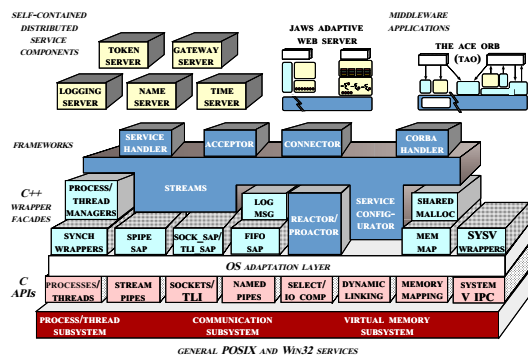 SELF-CONTAINED
DISTRIBUTED
SERVICE
COMPONENTS
TOKEN
SERVER
GATEWAY
SERVER
LOGGING
SERVER
NAME
SERVER
TIME
SERVER
JAWS ADAPTIVE
WEB SERVER
MIDDLEWARE
APPLICATIONS
THE ACE ORB
(TAO)
FRAMEWORKS
SERVICE
HANDLER
ACCEPTOR
CONNECTOR
CORBA
HANDLER
STREAMS
SERVICE
CONFIG-
URATOR
C++
WRAPPER
FACADES
PROCESS/
THREAD
MANAGERS
LOG
MSG
REACTOR/
PROACTOR
SHARED
MALLOC
SYNCH
WRAPPERS
SPIPE
SAP
SOCK_SAP/
TLI SAP
FIFO
SAP
MEM
MAP
SYSV
WRAPPERS
OS ADAPTATION LAYER
C
APIS
PROCESSES/
THREADS
STREAM
PIPES
SOCKETS/
TLI
NAMED
PIPES
SELECT/
IO COMP
DYNAMIC
LINKING
MEMORY
MAPPING
SYSTEM
V IPC
PROCESS/THREAD
SUBSYSTEM
COMMUNICATION
SUBSYSTEM
VIRTUAL MEMORY
SUBSYSTEM
GENERAL POSIX AND WIN32 SERVICES